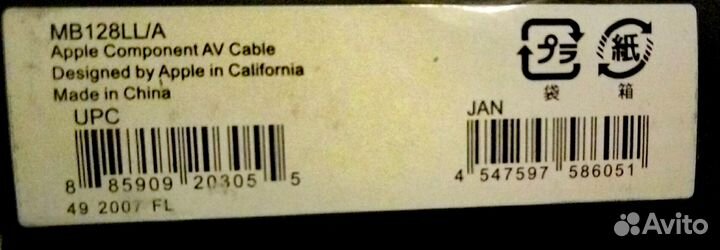 MB128LL/A
Apple Component AV Cable
Designed by Apple in California
Made in China
プラ
袋
紙
箱
UPC
8 85909 20305 5
49 2007 FL
JAN
4 547597 586051
Avito